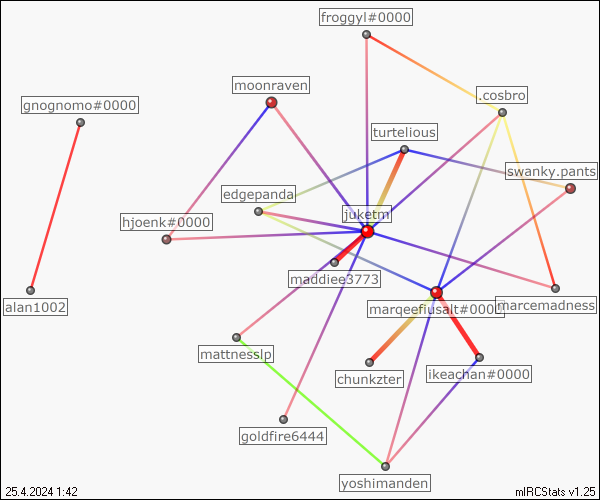 froggyl#0000
moonraven
.cosbro
gnognomo#0000
turtelious
swanky.pants
edgepanda
juketm
hjoenk#0000
maddiee3773
alan1002
marqeefiusalt#0000
marcemadness
mattnesslp
chunkzter
ikeachan#0000
goldfire6444
yoshimanden
25.4.2024 1:42
mIRCStats v1.25